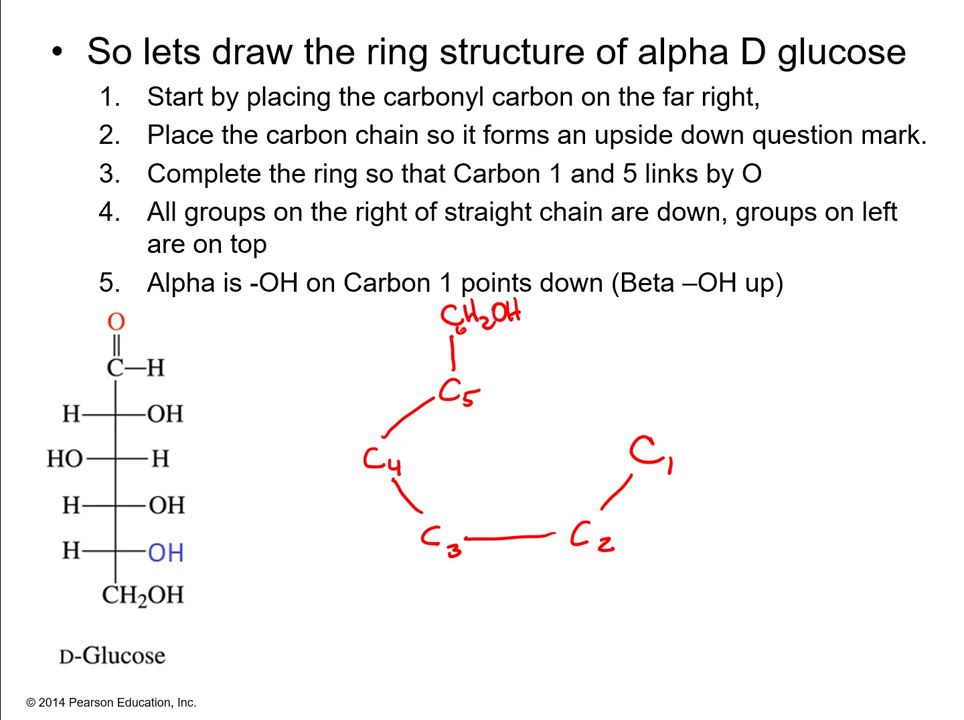 • So lets draw the ring structure of alpha D glucose
1. Start by placing the carbonyl carbon on the far right,
2. Place the carbon chain so it forms an upside down question mark.
3. Complete the ring so that Carbon 1 and 5 links by O
4. All groups on the right of straight chain are down, groups on left
are on top
5. Alpha is -OH on Carbon 1 points down (Beta –OH up)
O
C–H
H OH
HO H
H OH
H OH
CH₂OH
D-Glucose
C₆H₂OH
C₅
C₄
C₁
C₃
C₂
© 2014 Pearson Education, Inc.